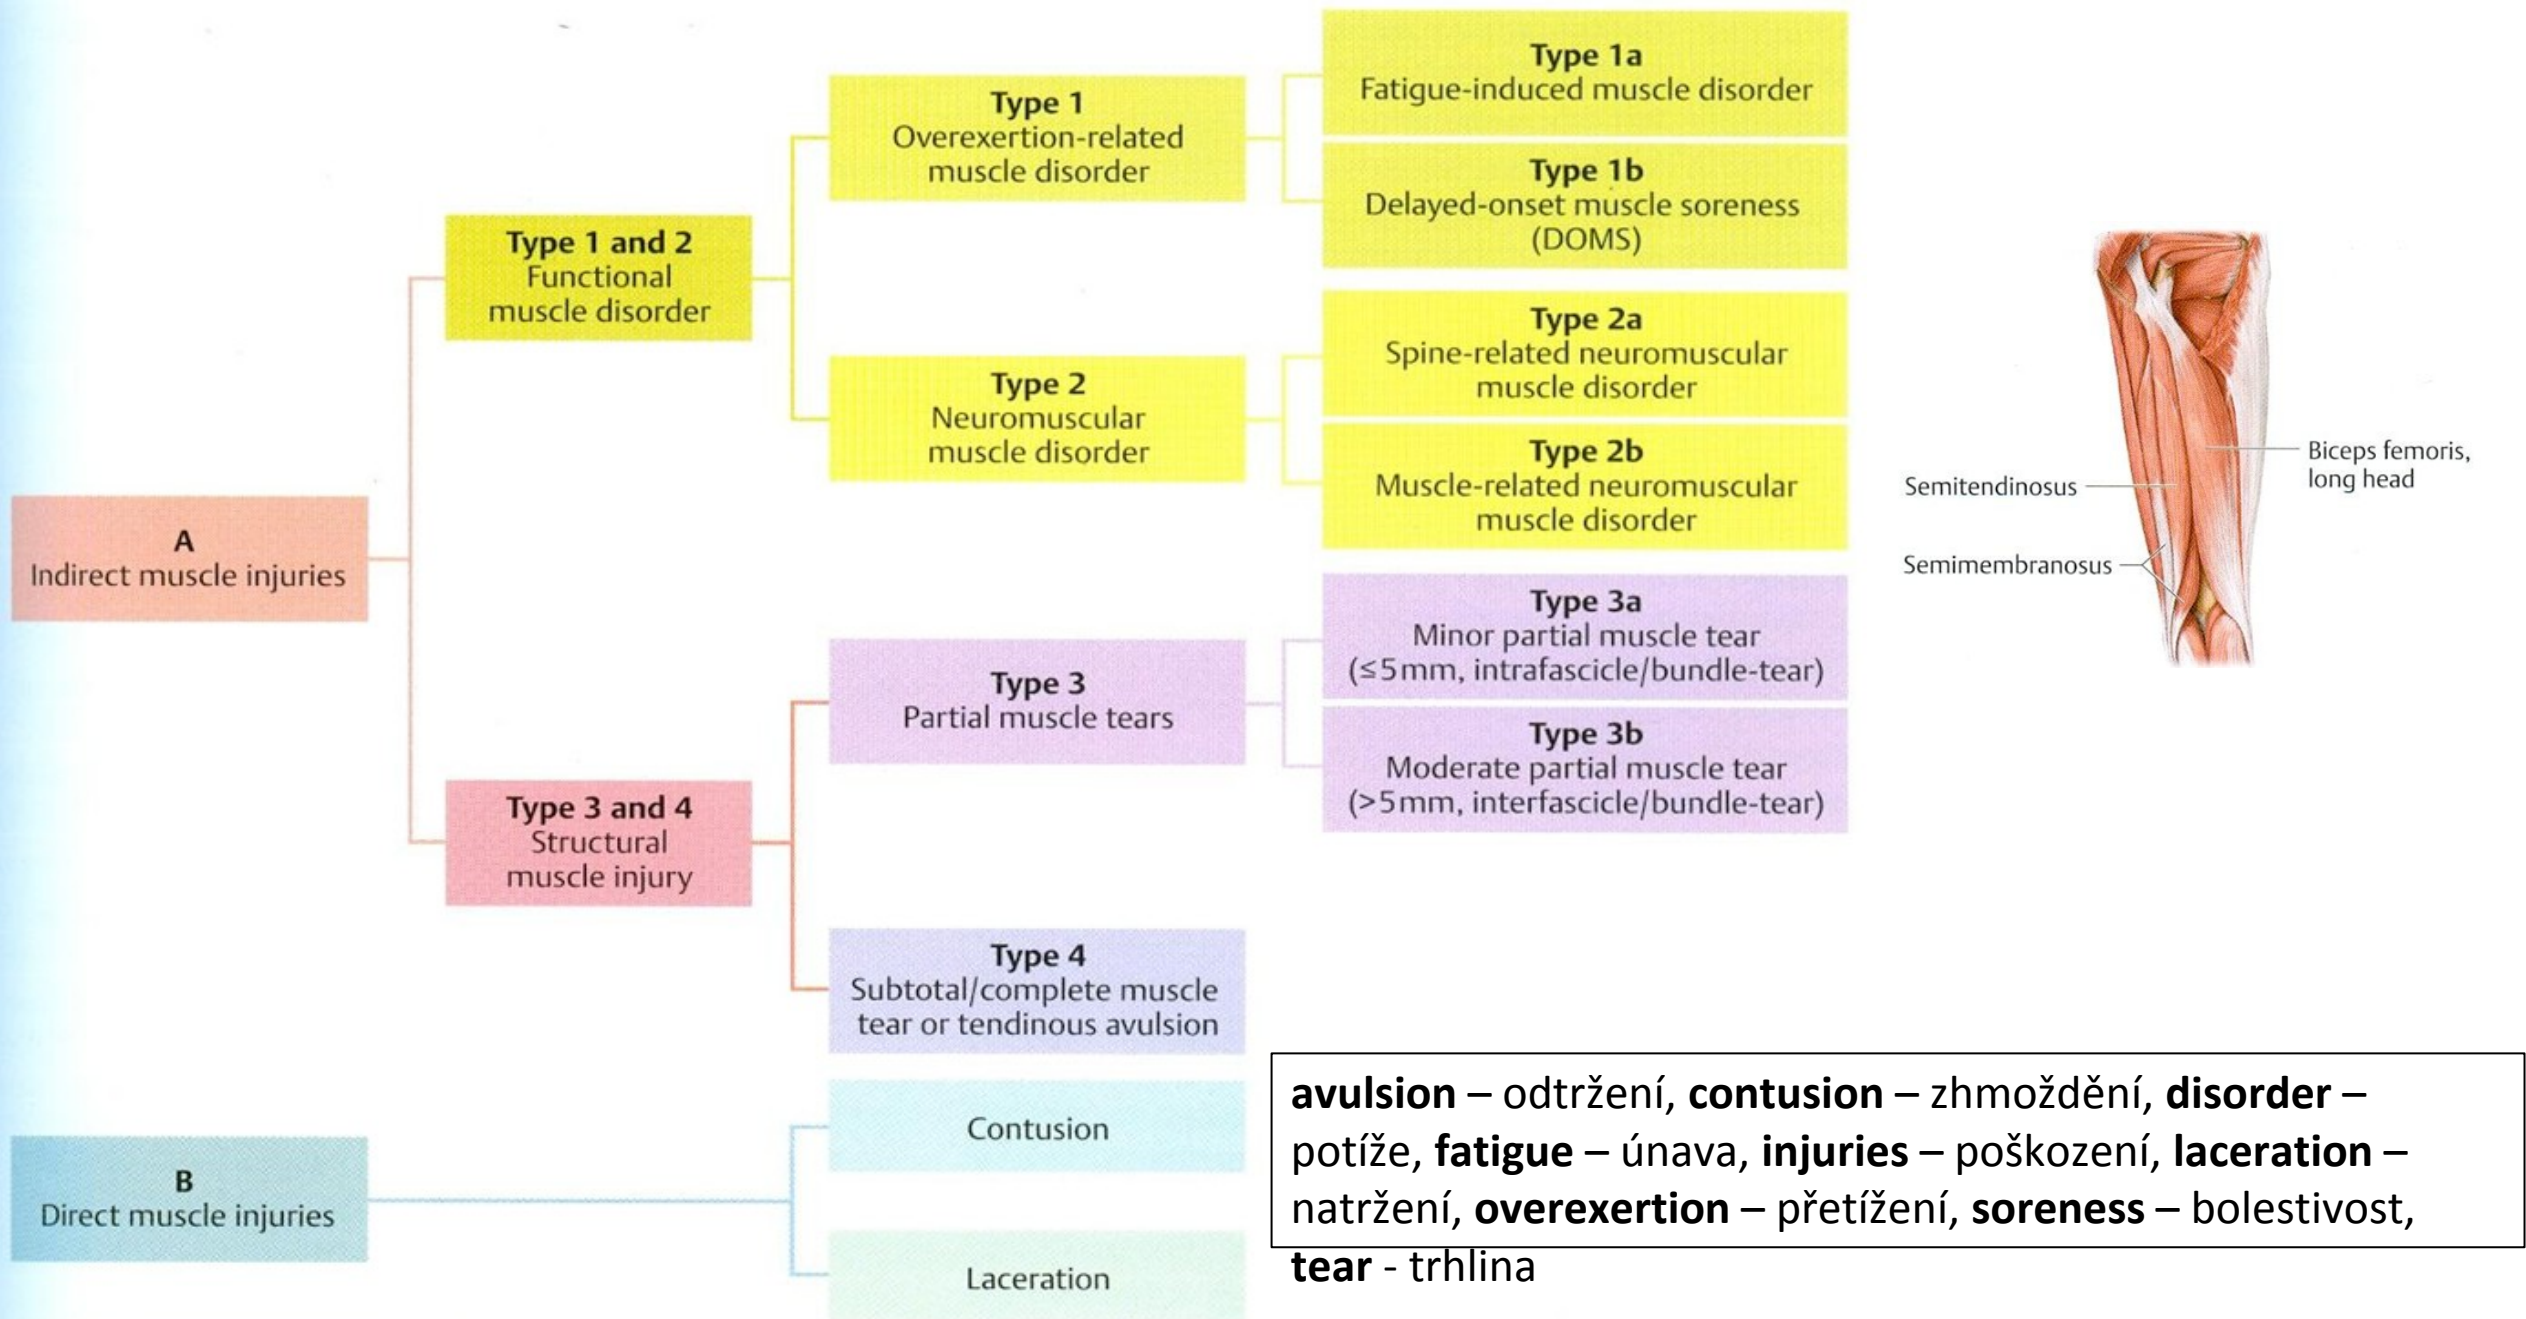 Type 1a
Fatigue-induced muscle disorder
Type 1
Overexertion-related
muscle disorder
Type 1b
Delayed-onset muscle soreness
(DOMS)
Type 1 and 2
Functional
muscle disorder
Type 2a
Spine-related neuromuscular
muscle disorder
Type 2
Neuromuscular
muscle disorder
Type 2b
Muscle-related neuromuscular
muscle disorder
A
Indirect muscle injuries
Type 3a
Minor partial muscle tear
(≤5mm, intrafascicle/bundle-tear)
Type 3
Partial muscle tears
Type 3b
Moderate partial muscle tear
(>5mm, interfascicle/bundle-tear)
Type 3 and 4
Structural
muscle injury
Type 4
Subtotal/complete muscle
tear or tendinous avulsion
B
Direct muscle injuries
Contusion
Laceration
Biceps femoris,
long head
Semitendinosus
Semimembranosus
avulsion – odtržení, contusion – zhmoždění, disorder –
potíže, fatigue – únava, injuries – poškození, laceration –
natržení, overexertion – přetížení, soreness – bolestivost,
tear - trhlina